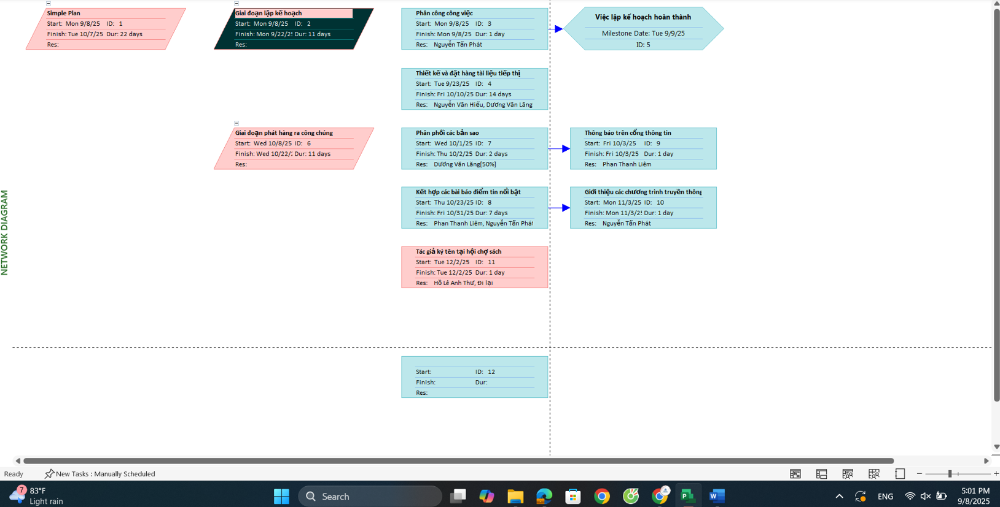 Simple Plan
Start: Mon 9/8/25 ID: 1
Finish: Tue 10/7/25 Dur: 22 days
Res:
Giai đoạn lập kế hoạch
Start: Mon 9/8/25 ID: 2
Finish: Mon 9/22/2 Dur: 11 days
Res:
Phân công công việc
Start: Mon 9/8/25 ID: 3
Finish: Mon 9/8/25 Dur: 1 day
Res: Nguyễn Tấn Phát
Việc lập kế hoạch hoàn thành
Milestone Date: Tue 9/9/25
ID: 5
Thiết kế và đặt hàng tài liệu tiếp thị
Start: Tue 9/23/25 ID: 4
Finish: Fri 10/10/25 Dur: 14 days
Res: Nguyễn Văn Hiếu, Dương Văn Lăng
Giai đoạn phát hàng ra công chúng
Start: Wed 10/8/25 ID: 6
Finish: Wed 10/22/ Dur: 11 days
Res:
Phân phối các bản sao
Start: Wed 10/1/25 ID: 7
Finish: Thu 10/2/25 Dur: 2 days
Res: Dương Văn Lăng[50%]
Thông báo trên cổng thông tin
Start: Fri 10/3/25 ID: 9
Finish: Fri 10/3/25 Dur: 1 day
Res: Phan Thanh Liêm
Kết hợp các bài báo điểm tin nổi bật
Start: Thu 10/23/25 ID: 8
Finish: Fri 10/31/25 Dur: 7 days
Res: Phan Thanh Liêm, Nguyễn Tấn Phát
Giới thiệu các chương trình truyền thông
Start: Mon 11/3/25 ID: 10
Finish: Mon 11/3/2 Dur: 1 day
Res: Nguyễn Tấn Phát
Tác giả ký tên tại hội chợ sách
Start: Tue 12/2/25 ID: 11
Finish: Tue 12/2/25 Dur: 1 day
Res: Hồ Lê Anh Thư, Đi lại
Start: ID: 12
Finish: Dur:
Res:
NETWORK DIAGRAM
Ready
New Tasks : Manually Scheduled
7
83°F
Light rain
Search
ENG
5:01 PM
9/8/2025